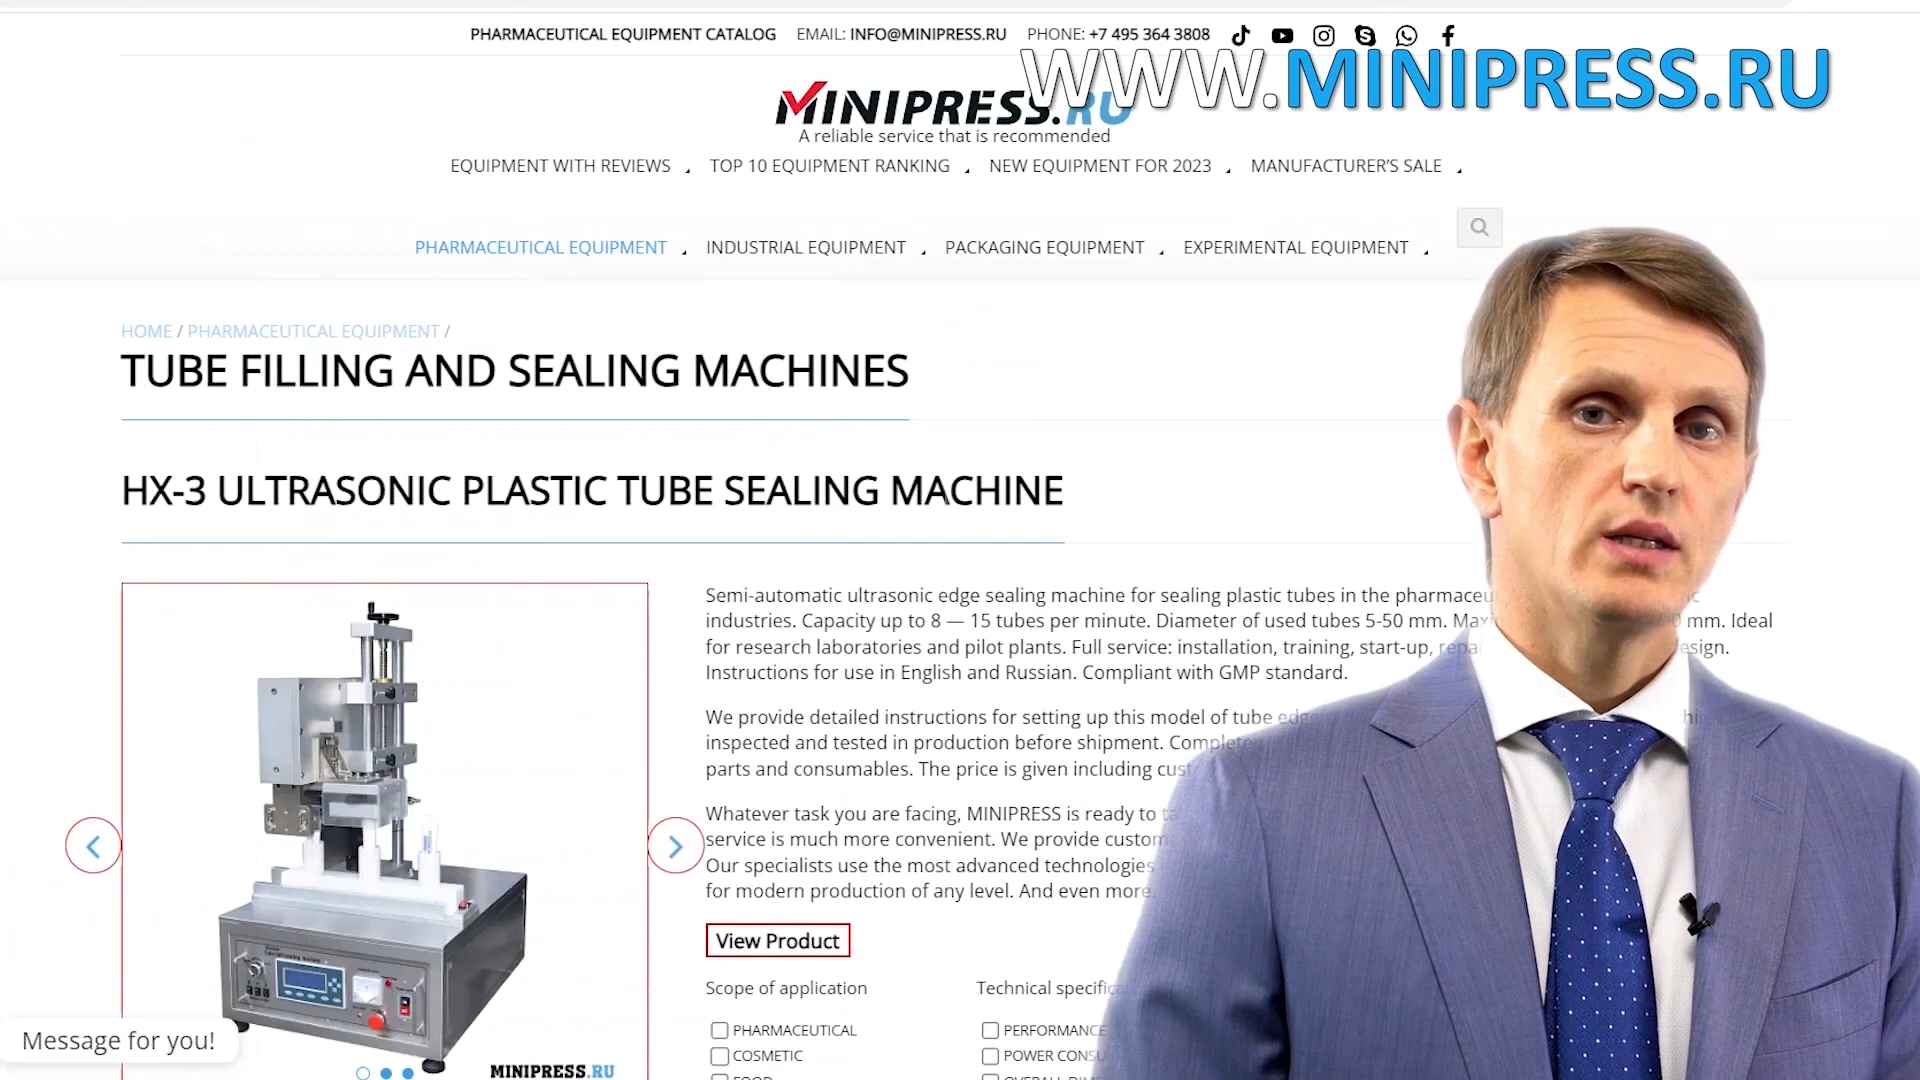 PHARMACEUTICAL EQUIPMENT CATALOG EMAIL: INFO@MINIPRESS.RU PHONE: +7 495 364 3808
WWW.MINIPRESS.RU
MINIPRESS.RU
A reliable service that is recommended
EQUIPMENT WITH REVIEWS TOP 10 EQUIPMENT RANKING NEW EQUIPMENT FOR 2023 MANUFACTURER’S SALE
PHARMACEUTICAL EQUIPMENT INDUSTRIAL EQUIPMENT PACKAGING EQUIPMENT EXPERIMENTAL EQUIPMENT
HOME / PHARMACEUTICAL EQUIPMENT /
TUBE FILLING AND SEALING MACHINES
HX-3 ULTRASONIC PLASTIC TUBE SEALING MACHINE
Semi-automatic ultrasonic edge sealing machine for sealing plastic tubes in the
industries. Capacity up to 8 — 15 tubes per minute. Diameter of used tubes 5-50 mm. mm. Ideal
for research laboratories and pilot plants. Full service: installation, training, start-up,
Instructions for use in English and Russian. Compliant with GMP standard.
We provide detailed instructions for setting up this model of tube
inspected and tested in production before shipment.
parts and consumables. The price is given including
Whatever task you are facing, MINIPRESS is ready to
service is much more convenient. We provide
Our specialists use the most advanced technologies
for modern production of any level. And even more
View Product
Scope of application Technical
PHARMACEUTICAL PERFORMANCE
COSMETIC POWER
Message for you!
MINIPRESS.RU